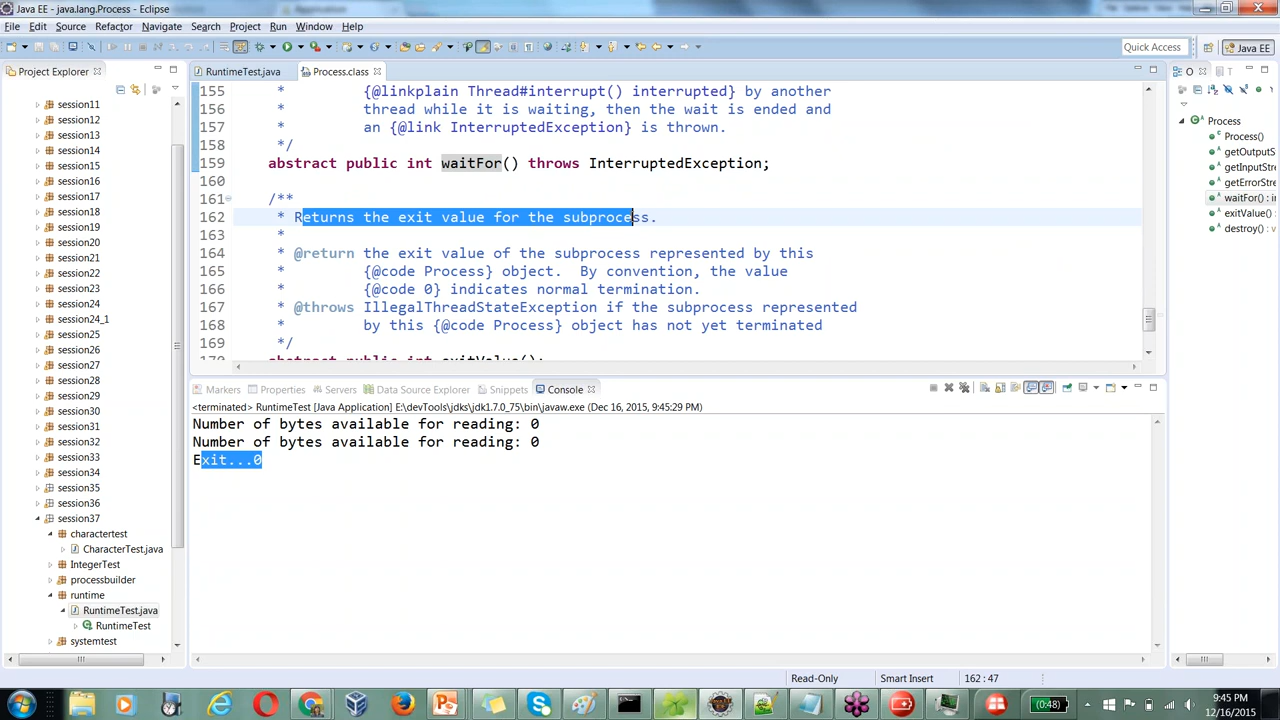 Java EE - java.lang.Process - Eclipse
File Edit Source Refactor Navigate Search Project Run Window Help
Quick Access
Java EE
Project Explorer
RuntimeTest.java
Process.class
O
T
session11
session12
session13
session14
session15
session16
session17
session18
session19
session20
session21
session22
session23
session24
session24_1
session25
session26
session27
session28
session29
session30
session31
session32
session33
session34
session35
session36
session37
charactertest
CharacterTest.java
IntegerTest
processbuilder
runtime
RuntimeTest.java
RuntimeTest
systemtest
155 * {@linkplain Thread#interrupt() interrupted} by another
156 * thread while it is waiting, then the wait is ended and
157 * an {@link InterruptedException} is thrown.
158 */
159 abstract public int waitFor() throws InterruptedException;
160
161 /**
162 * Returns the exit value for the subprocess.
163 *
164 * @return the exit value of the subprocess represented by this
165 * {@code Process} object. By convention, the value
166 * {@code 0} indicates normal termination.
167 * @throws IllegalThreadStateException if the subprocess represented
168 * by this {@code Process} object has not yet terminated
169 */
170 abstract public int exitValue();
Process
Process()
getOutputS
getInputStre
getErrorStre
waitFor() : in
exitValue() :
destroy() : v
Markers Properties Servers Data Source Explorer Snippets Console
<terminated> RuntimeTest [Java Application] E:\devTools\jdks\jdk1.7.0_75\bin\javaw.exe (Dec 16, 2015, 9:45:29 PM)
Number of bytes available for reading: 0
Number of bytes available for reading: 0
Exit...0
Read-Only
Smart Insert
162 : 47
(0:48)
9:45 PM
12/16/2015